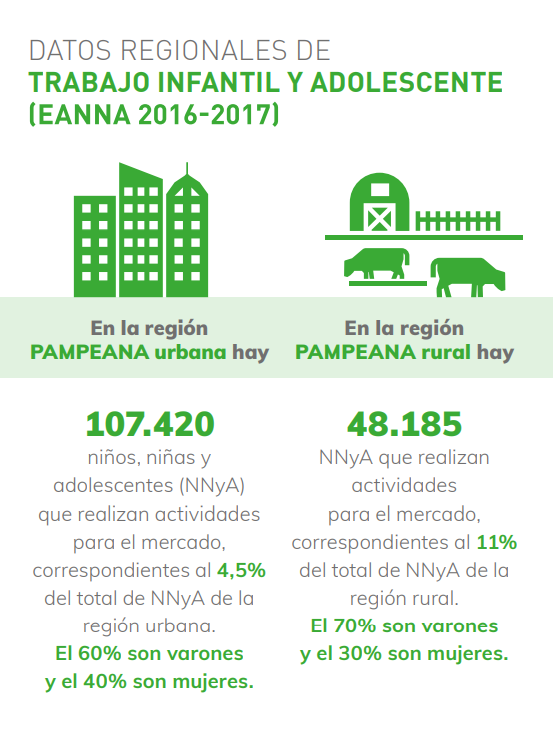 DATOS REGIONALES DE
TRABAJO INFANTIL Y ADOLESCENTE
(EANNA 2016-2017)
En la región
PAMPEANA urbana hay
107.420
niños, niñas y
adolescentes (NNyA)
que realizan actividades
para el mercado,
correspondientes al 4,5%
del total de NNyA de la
región urbana.
El 60% son varones
y el 40% son mujeres.
En la región
PAMPEANA rural hay
48.185
NNyA que realizan
actividades
para el mercado,
correspondientes al 11%
del total de NNyA de la
región rural.
El 70% son varones
y el 30% son mujeres.